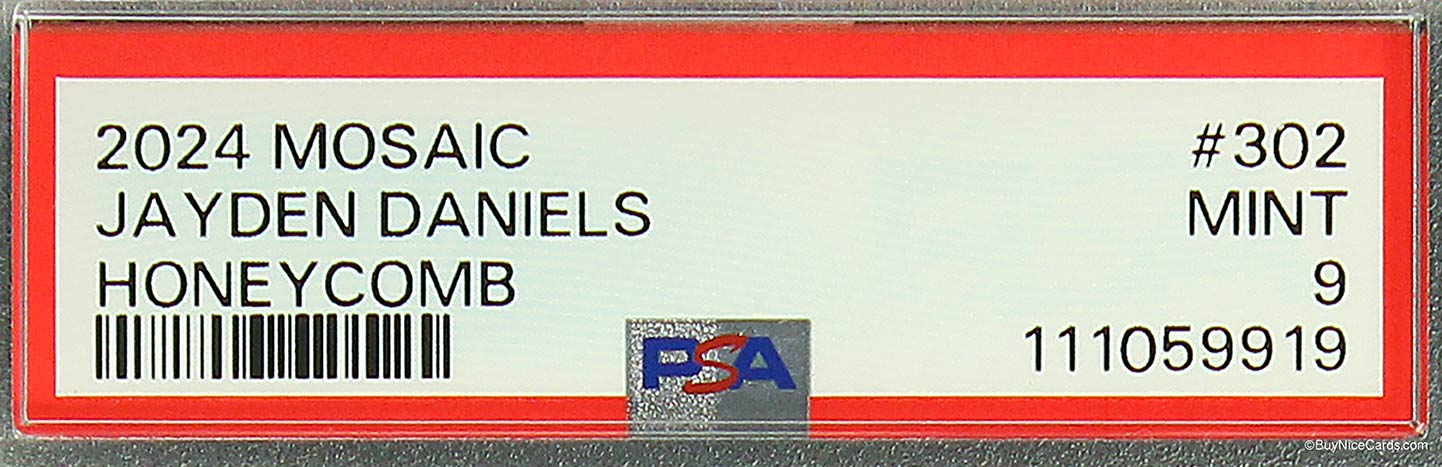 2024 MOSAIC #302
JAYDEN DANIELS MINT
HONEYCOMB 9
PSA 111059919
©BuyNiceCards.com